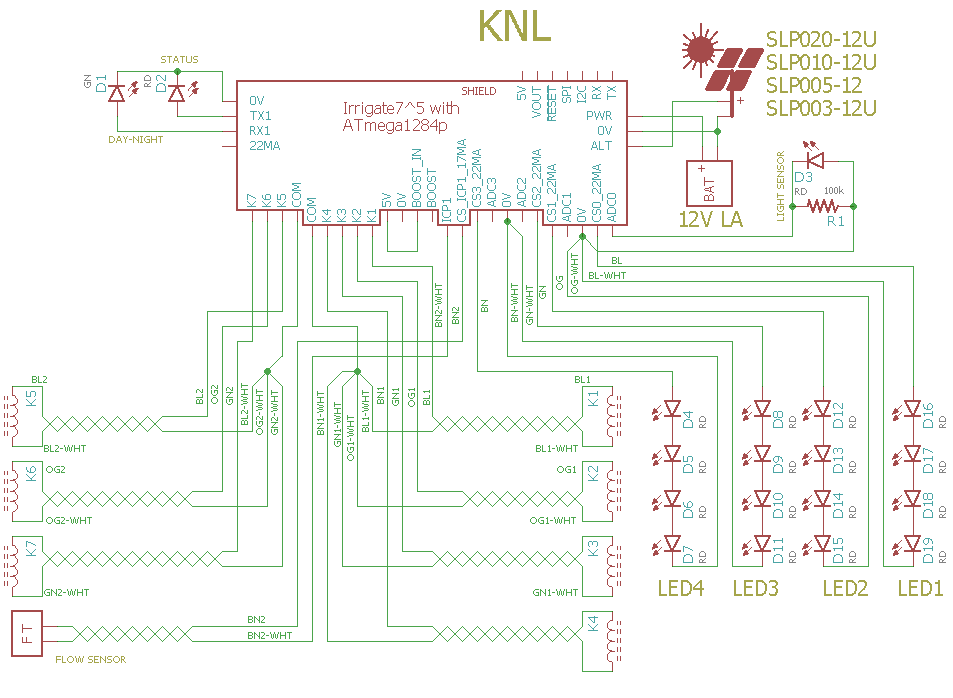 KNL
SLP020-12U
SLP010-12U
SLP005-12
SLP003-12U
STATUS
GN
D1
RD
D2
DAY-NIGHT
SHIELD
Irrigate7^5 with
ATmega1284p
0V
TX1
RX1
22MA
5V
VOUT
RESET
SPI
I2C
RX
TX
PWR
0V
ALT
K7
K6
K5
COM
COM
K4
K3
K2
K1
5V
0V
BOOST_IN
BOOST
ICP1
CS_ICP1_17MA
CS3_22MA
ADC3
0V
ADC2
CS2_22MA
CS1_22MA
ADC1
0V
CS0_22MA
ADC0
+
+
BAT
12V LA
LIGHT SENSOR
D3
RD
100k
R1
BL
BL-WHT
OG
OG-WHT
BN2-WHT
BN2
BN
BN-WHT
GN-WHT
GN
BL2
OG2
GN2
BL2-WHT
OG2-WHT
GN2-WHT
BN1-WHT
GN1-WHT
OG1-WHT
BL1-WHT
BN1
GN1
OG1
BL1
BL2
K5
BL2-WHT
OG2
K6
OG2-WHT
K7
GN2-WHT
FT
FLOW SENSOR
BN2
BN2-WHT
BL1
K1
BL1-WHT
OG1
K2
OG1-WHT
K3
GN1-WHT
K4
D4
RD
D8
RD
D12
RD
D16
RD
D5
RD
D9
RD
D13
RD
D17
RD
D6
RD
D10
RD
D14
RD
D18
RD
D7
RD
D11
RD
D15
RD
D19
RD
LED4
LED3
LED2
LED1